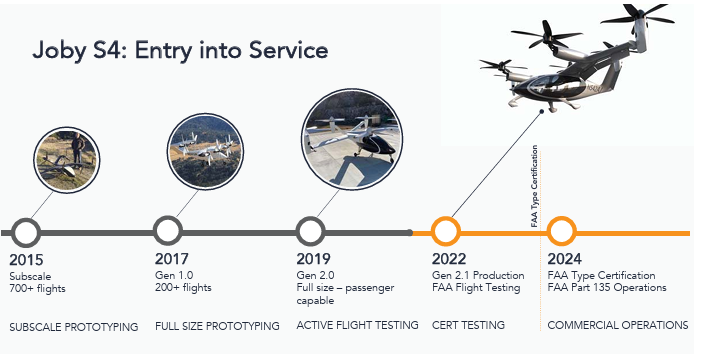 Joby S4: Entry into Service
FAA Type Certification
2015
Subscale
700+ flights
SUBSCALE PROTOTYPING
2017
Gen 1.0
200+ flights
FULL SIZE PROTOTYPING
2019
Gen 2.0
Full size – passenger
capable
ACTIVE FLIGHT TESTING
2022
Gen 2.1 Production
FAA Flight Testing
CERT TESTING
2024
FAA Type Certification
FAA Part 135 Operations
COMMERCIAL OPERATIONS